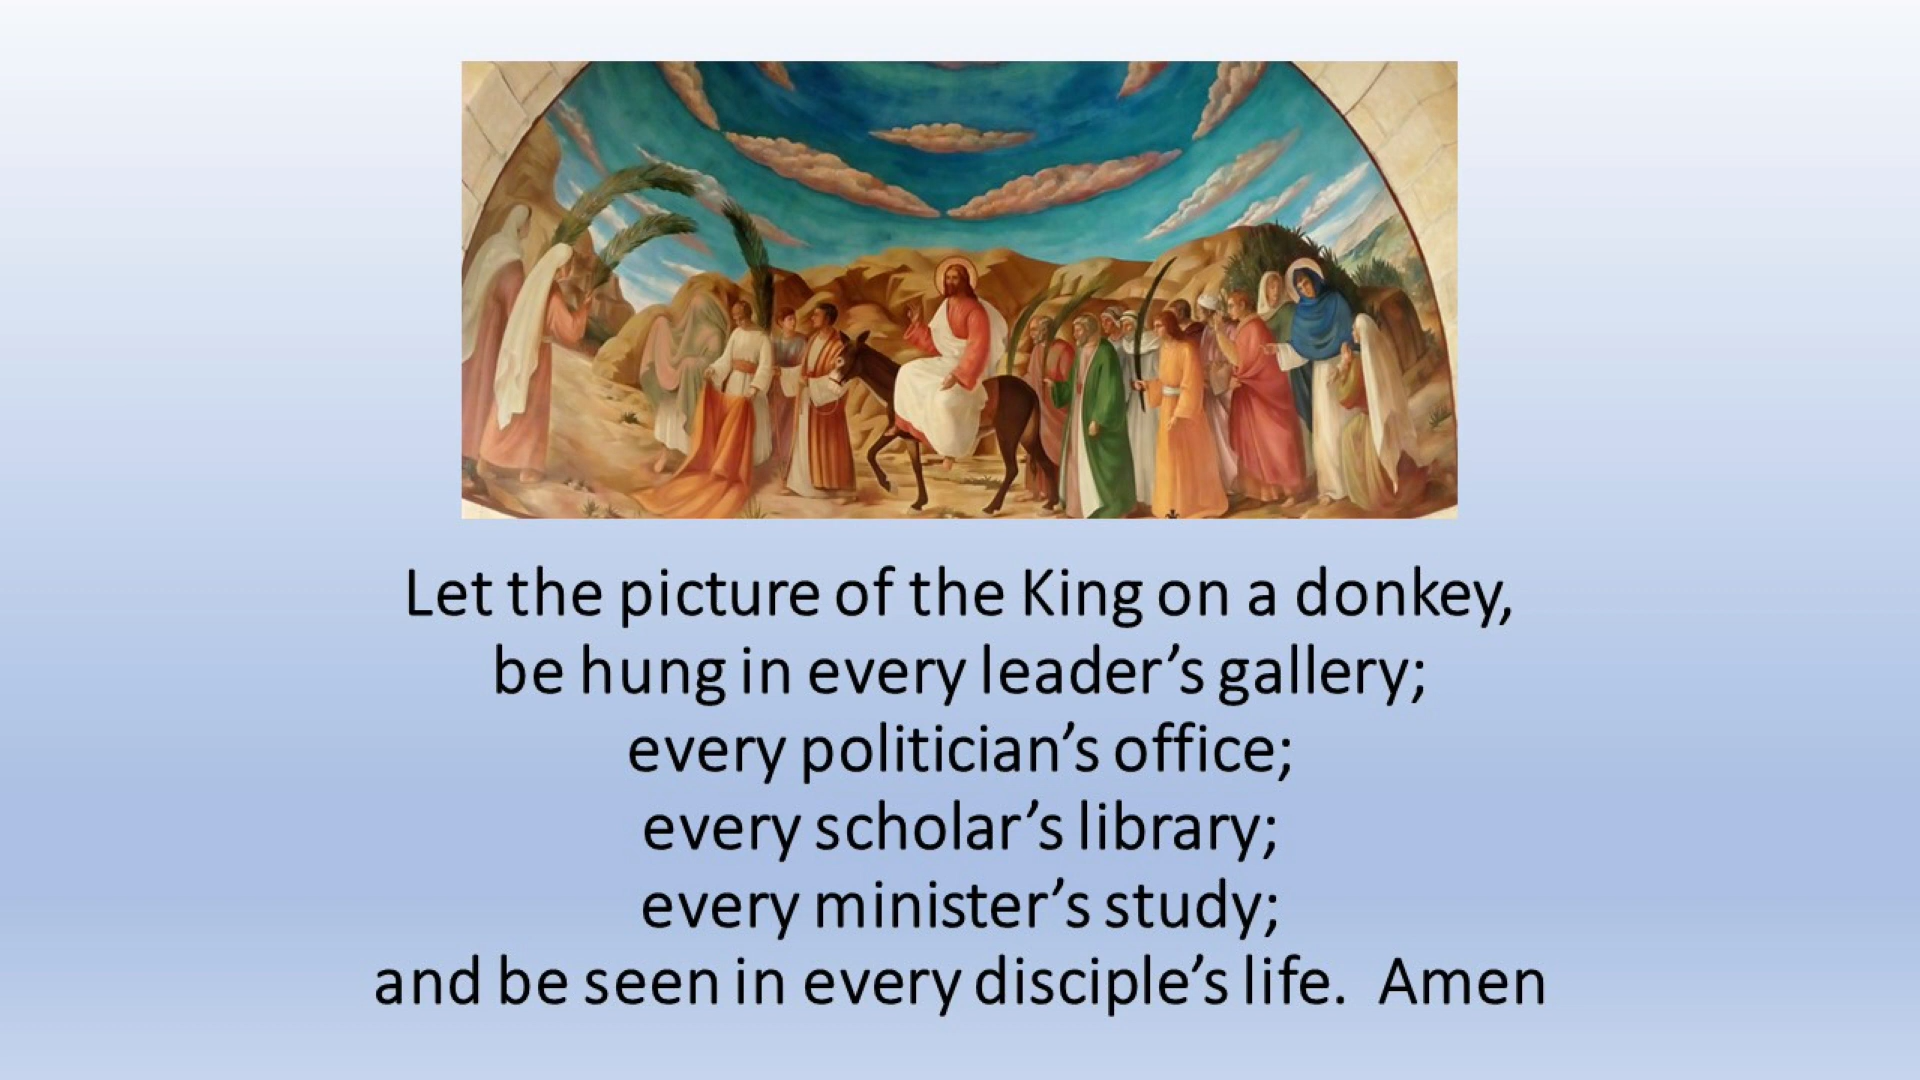 Let the picture of the King on a donkey,
be hung in every leader’s gallery;
every politician’s office;
every scholar’s library;
every minister’s study;
and be seen in every disciple’s life.  Amen